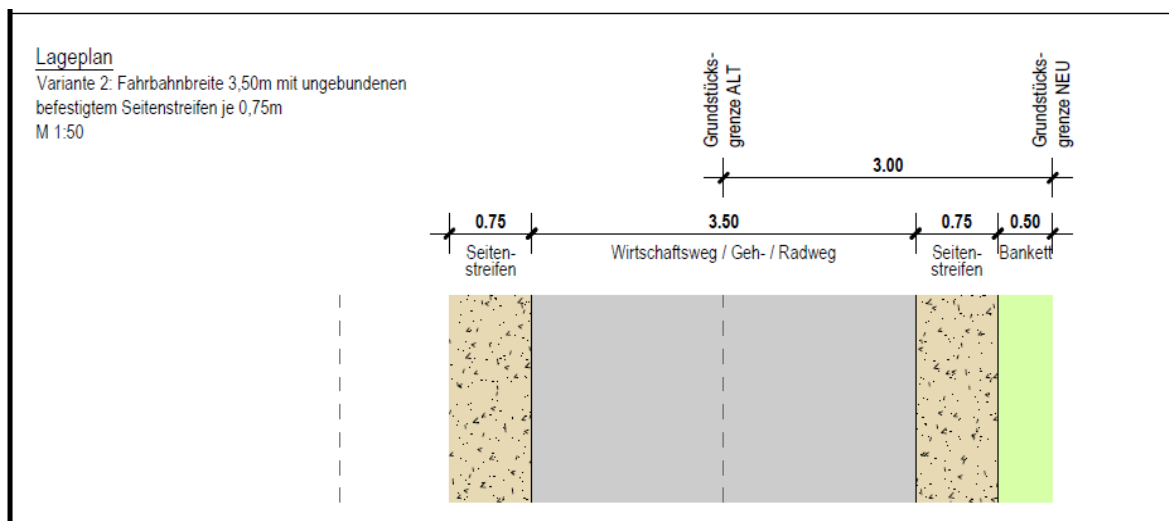 Lageplan
Variante 2: Fahrbahnbreite 3,50m mit ungebundenen
befestigtem Seitenstreifen je 0,75m
M 1:50
Grundstücks-
grenze ALT
Grundstücks-
grenze NEU
3.00
0.75
3.50
0.75
0.50
Seiten-
streifen
Wirtschaftsweg / Geh- / Radweg
Seiten-
streifen
Bankett